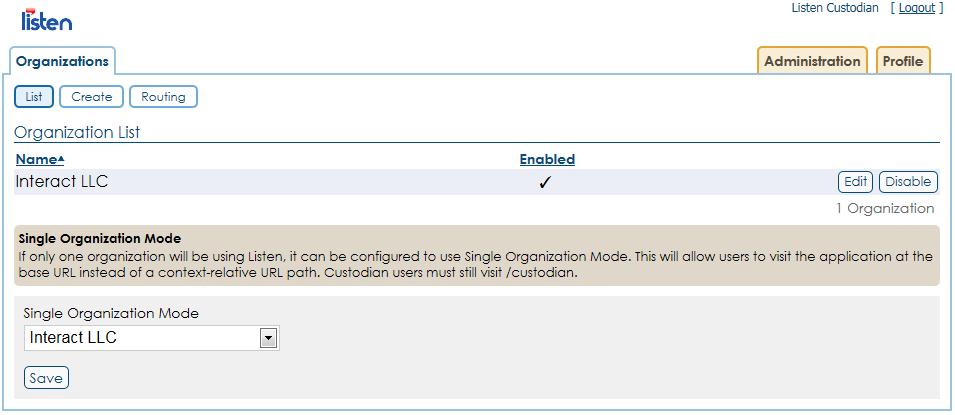 listen
Listen Custodian [ Logout ]
Organizations
Administration
Profile
List
Create
Routing
Organization List
Name
Enabled
Interact LLC ✓ Edit Disable
1 Organization
Single Organization Mode
If only one organization will be using Listen, it can be configured to use Single Organization Mode. This will allow users to visit the application at the
base URL instead of a context-relative URL path. Custodian users must still visit /custodian.
Single Organization Mode
Interact LLC
Save